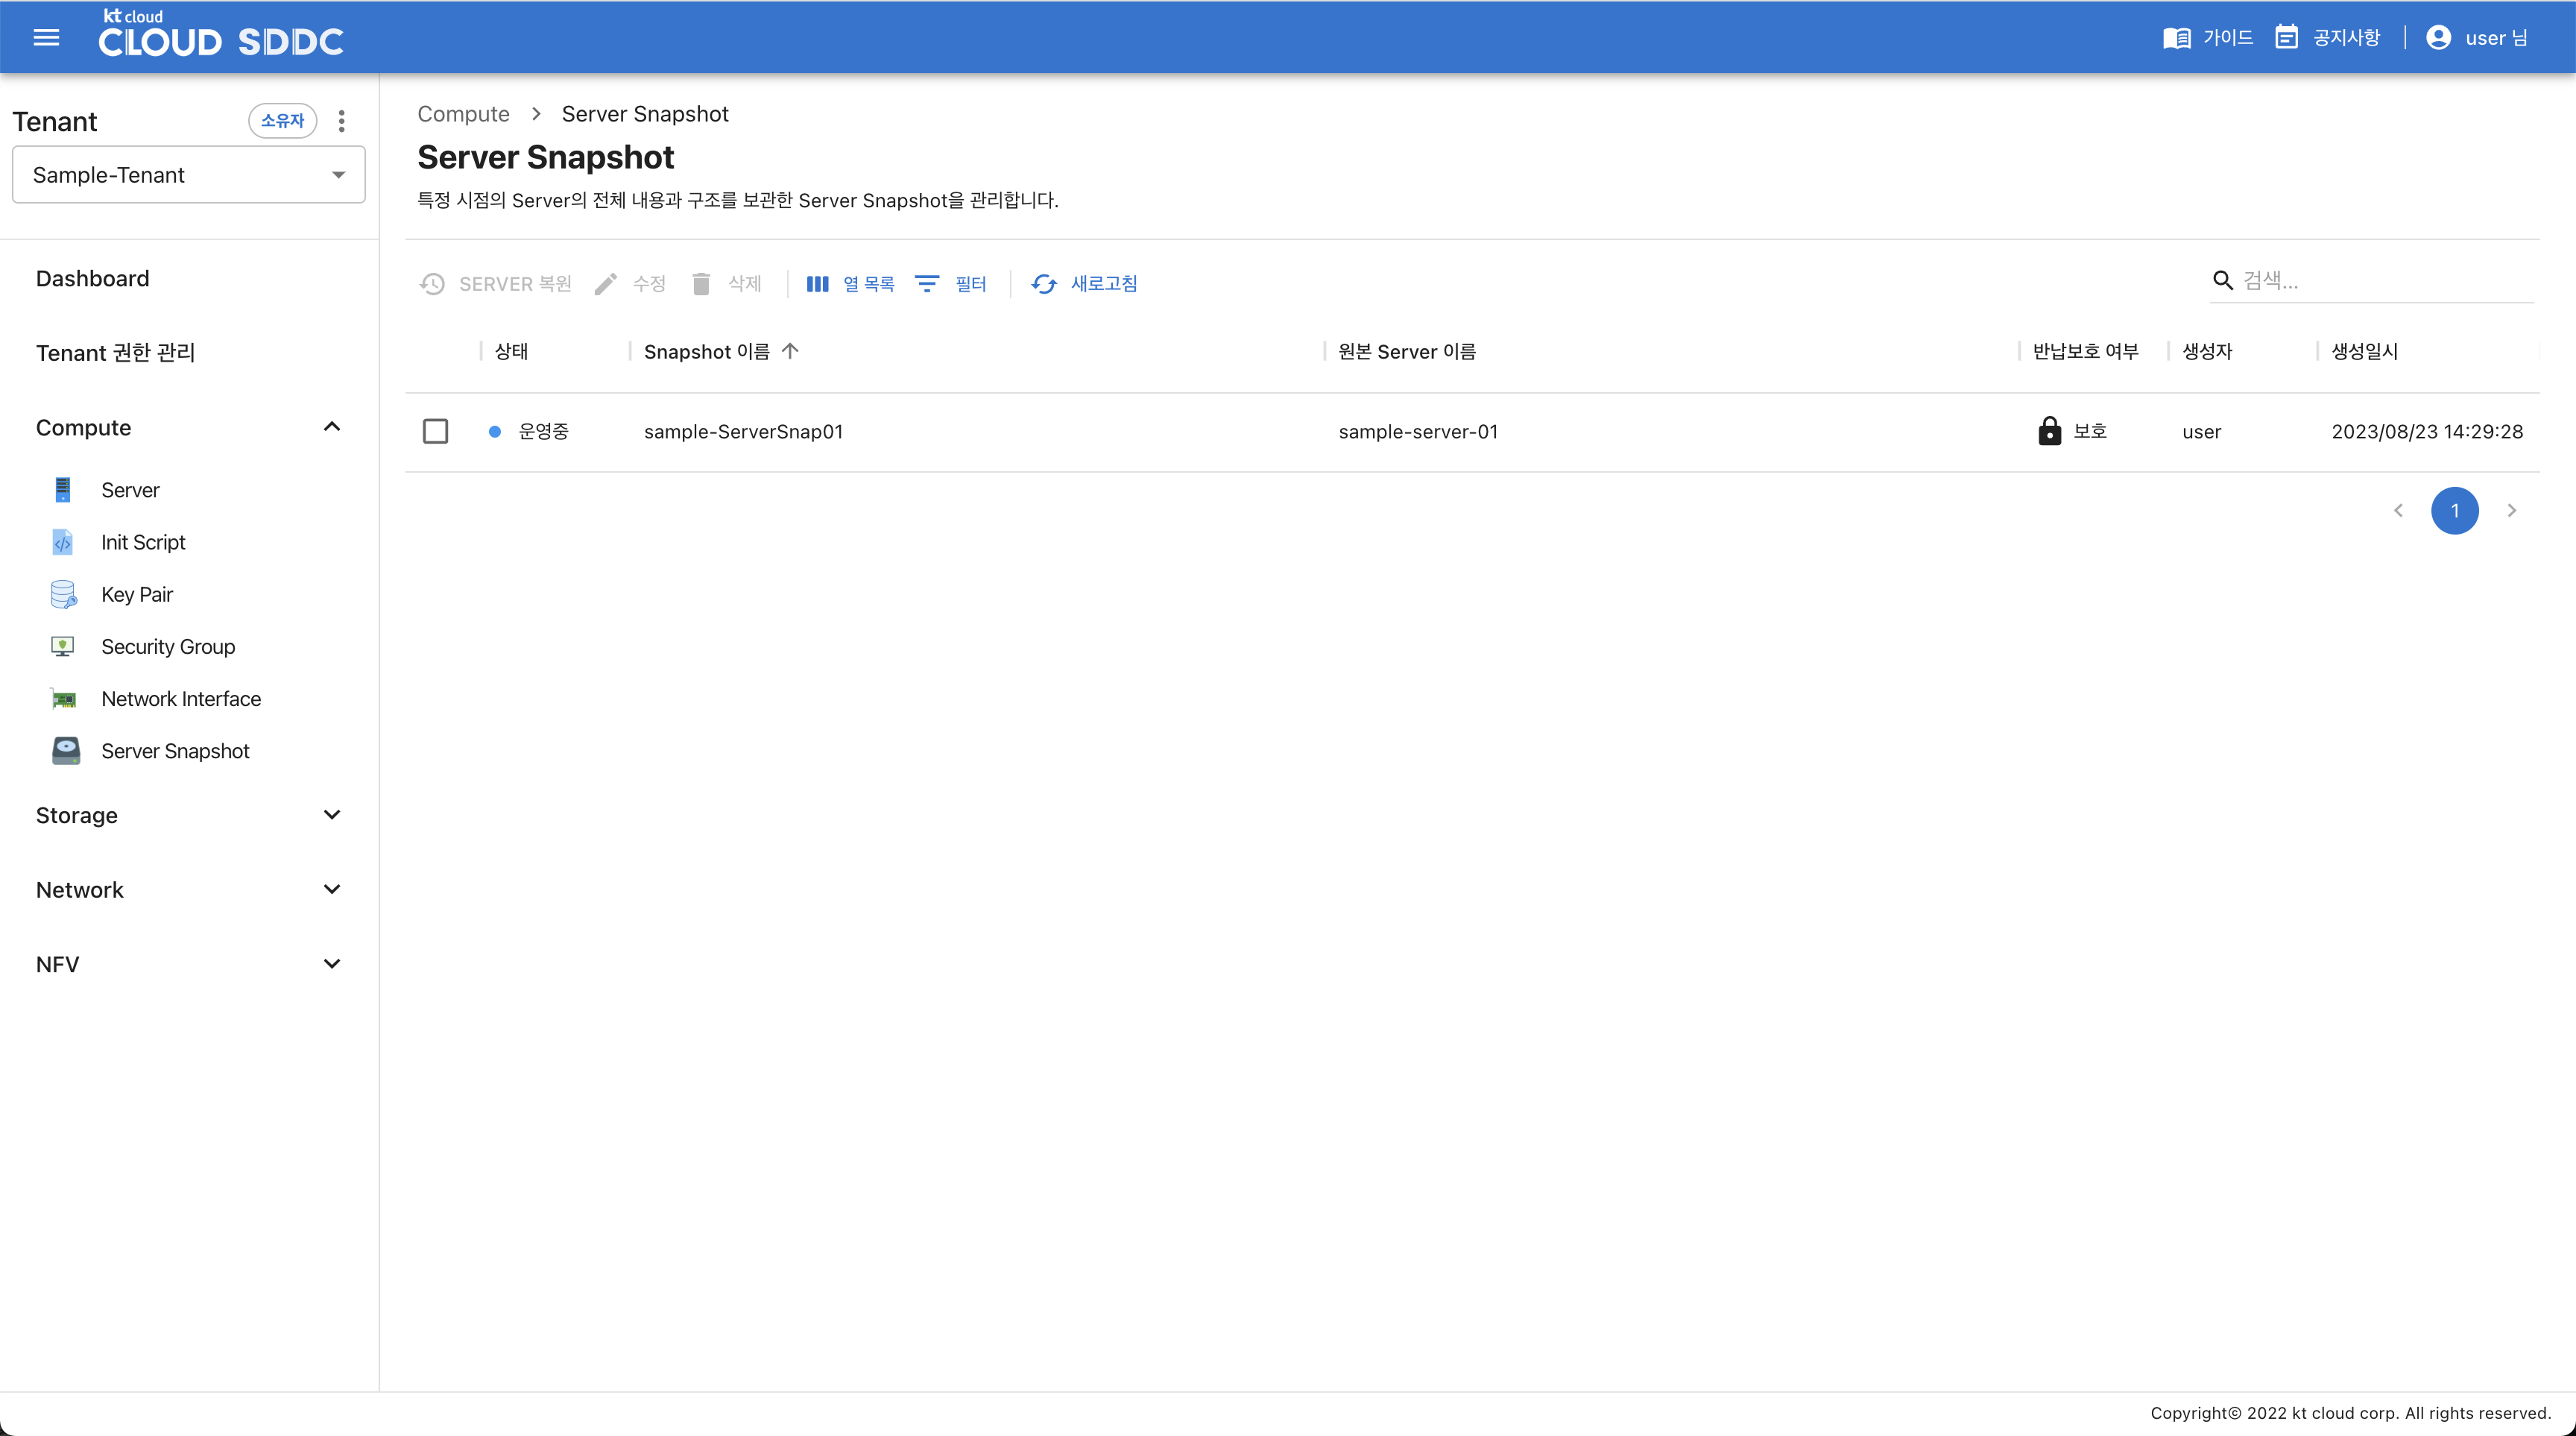 kt cloud
CLOUD SDDC
가이드
공지사항
user 님
Tenant
소유자
Sample-Tenant
Dashboard
Tenant 권한 관리
Compute
Server
Init Script
Key Pair
Security Group
Network Interface
Server Snapshot
Storage
Network
NFV
Compute > Server Snapshot
Server Snapshot
특정 시점의 Server의 전체 내용과 구조를 보관한 Server Snapshot을 관리합니다.
SERVER 복원 수정 삭제 열 목록 필터 새로고침
검색...
상태 Snapshot 이름 원본 Server 이름 반납보호 여부 생성자 생성일시
운영중 sample-ServerSnap01 sample-server-01 보호 user 2023/08/23 14:29:28
1
Copyright© 2022 kt cloud corp. All rights reserved.